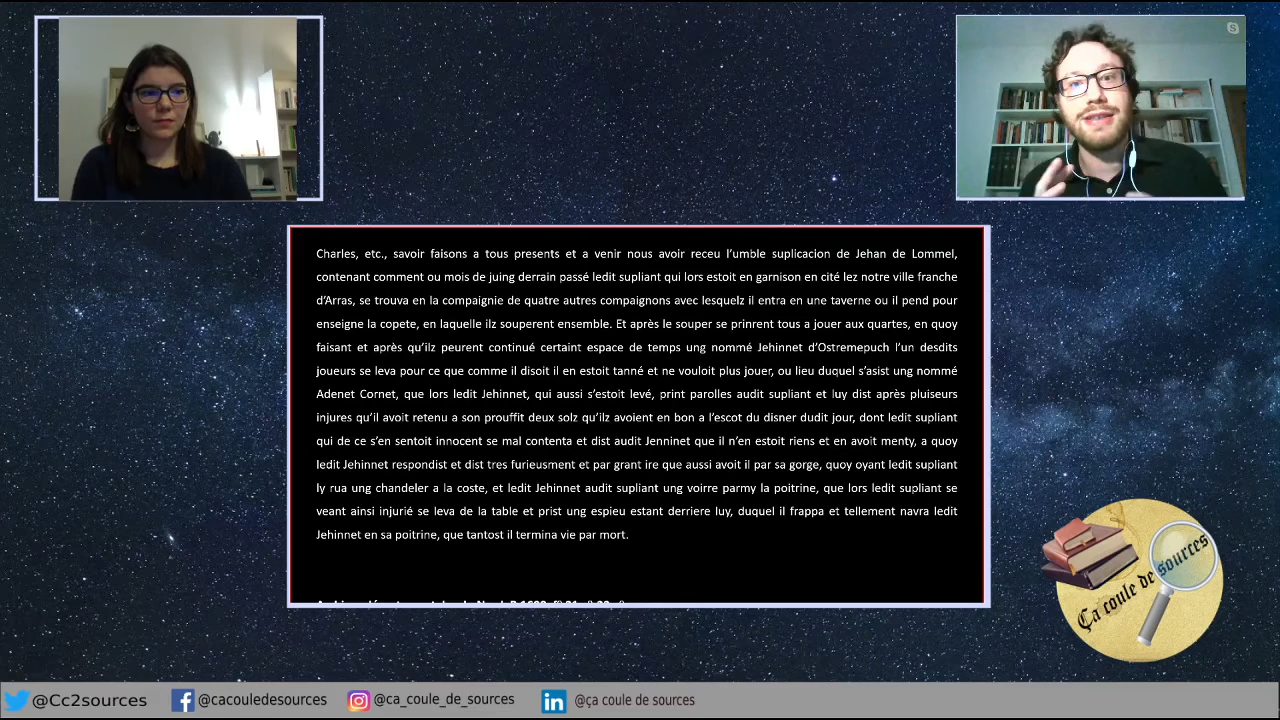 Charles, etc., savoir faisons a tous presents et a venir nous avoir receu l'umble suplicacion de Jehan de Lommel,
contenant comment ou mois de juing derrain passé ledit supliant qui lors estoit en garnison en cité lez notre ville franche
d'Arras, se trouva en la compaignie de quatre autres compaignons avec lesquelz il entra en une taverne ou il pend pour
enseigne la copete, en laquelle ilz souperent ensemble. Et après le souper se prinrent tous a jouer aux quartes, en quoy
faisant et après qu'ilz peurent continué certaint espace de temps ung nommé Jehinnet d'Ostremepuch l'un desdits
joueurs se leva pour ce que comme il disoit il en estoit tanné et ne vouloit plus jouer, ou lieu duquel s'asist ung nommé
Adenet Cornet, que lors ledit Jehinnet, qui aussi s'estoit levé, print parolles audit supliant et luy dist après pluiseurs
injures qu'il avoit retenu a son prouffit deux solz qu'ilz avoient en bon a l'escot du disner dudit jour, dont ledit supliant
qui de ce s'en sentoit innocent se mal contenta et dist audit Jenninet que il n'en estoit riens et en avoit menty, a quoy
ledit Jehinnet respondist et dist tres furieusment et par grant ire que aussi avoit il par sa gorge, quoy oyant ledit supliant
ly rua ung chandeler a la coste, et ledit Jehinnet audit supliant ung voirre parmy la poitrine, que lors ledit supliant se
veant ainsi injurié se leva de la table et prist ung espieu estant derriere luy, duquel il frappa et tellement navra ledit
Jehinnet en sa poitrine, que tantost il termina vie par mort.
Ça coule de sources
@Cc2sources
@cacouledesources
@ca_coule_de_sources
@ça coule de sources